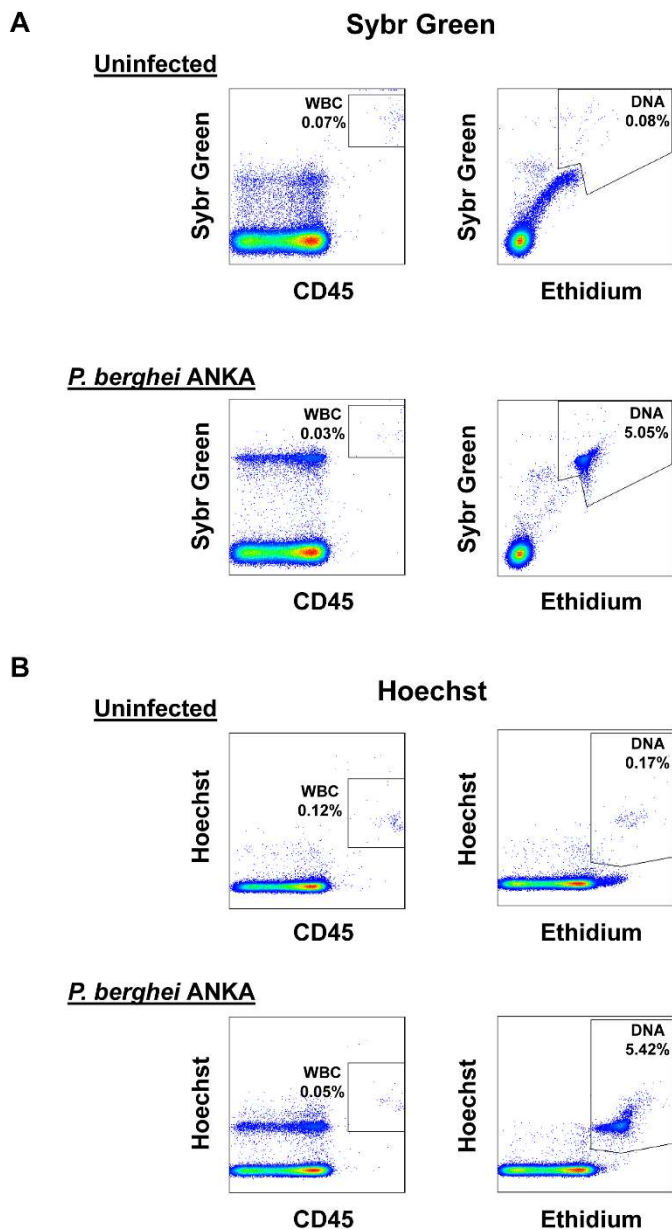 A
Sybr Green
Uninfected
WBC
0.07%
Sybr Green
CD45
DNA
0.08%
Sybr Green
Ethidium
P. berghei ANKA
WBC
0.03%
Sybr Green
CD45
DNA
5.05%
Sybr Green
Ethidium
B
Hoechst
Uninfected
WBC
0.12%
Hoechst
CD45
DNA
0.17%
Hoechst
Ethidium
P. berghei ANKA
WBC
0.05%
Hoechst
CD45
DNA
5.42%
Hoechst
Ethidium